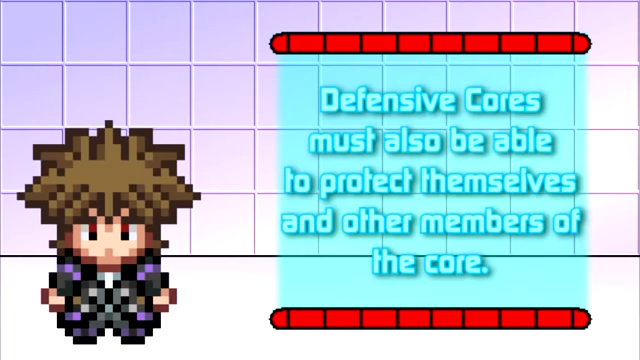 Defensive Cores
must also be able
to protect themselves
and other members of
the core.